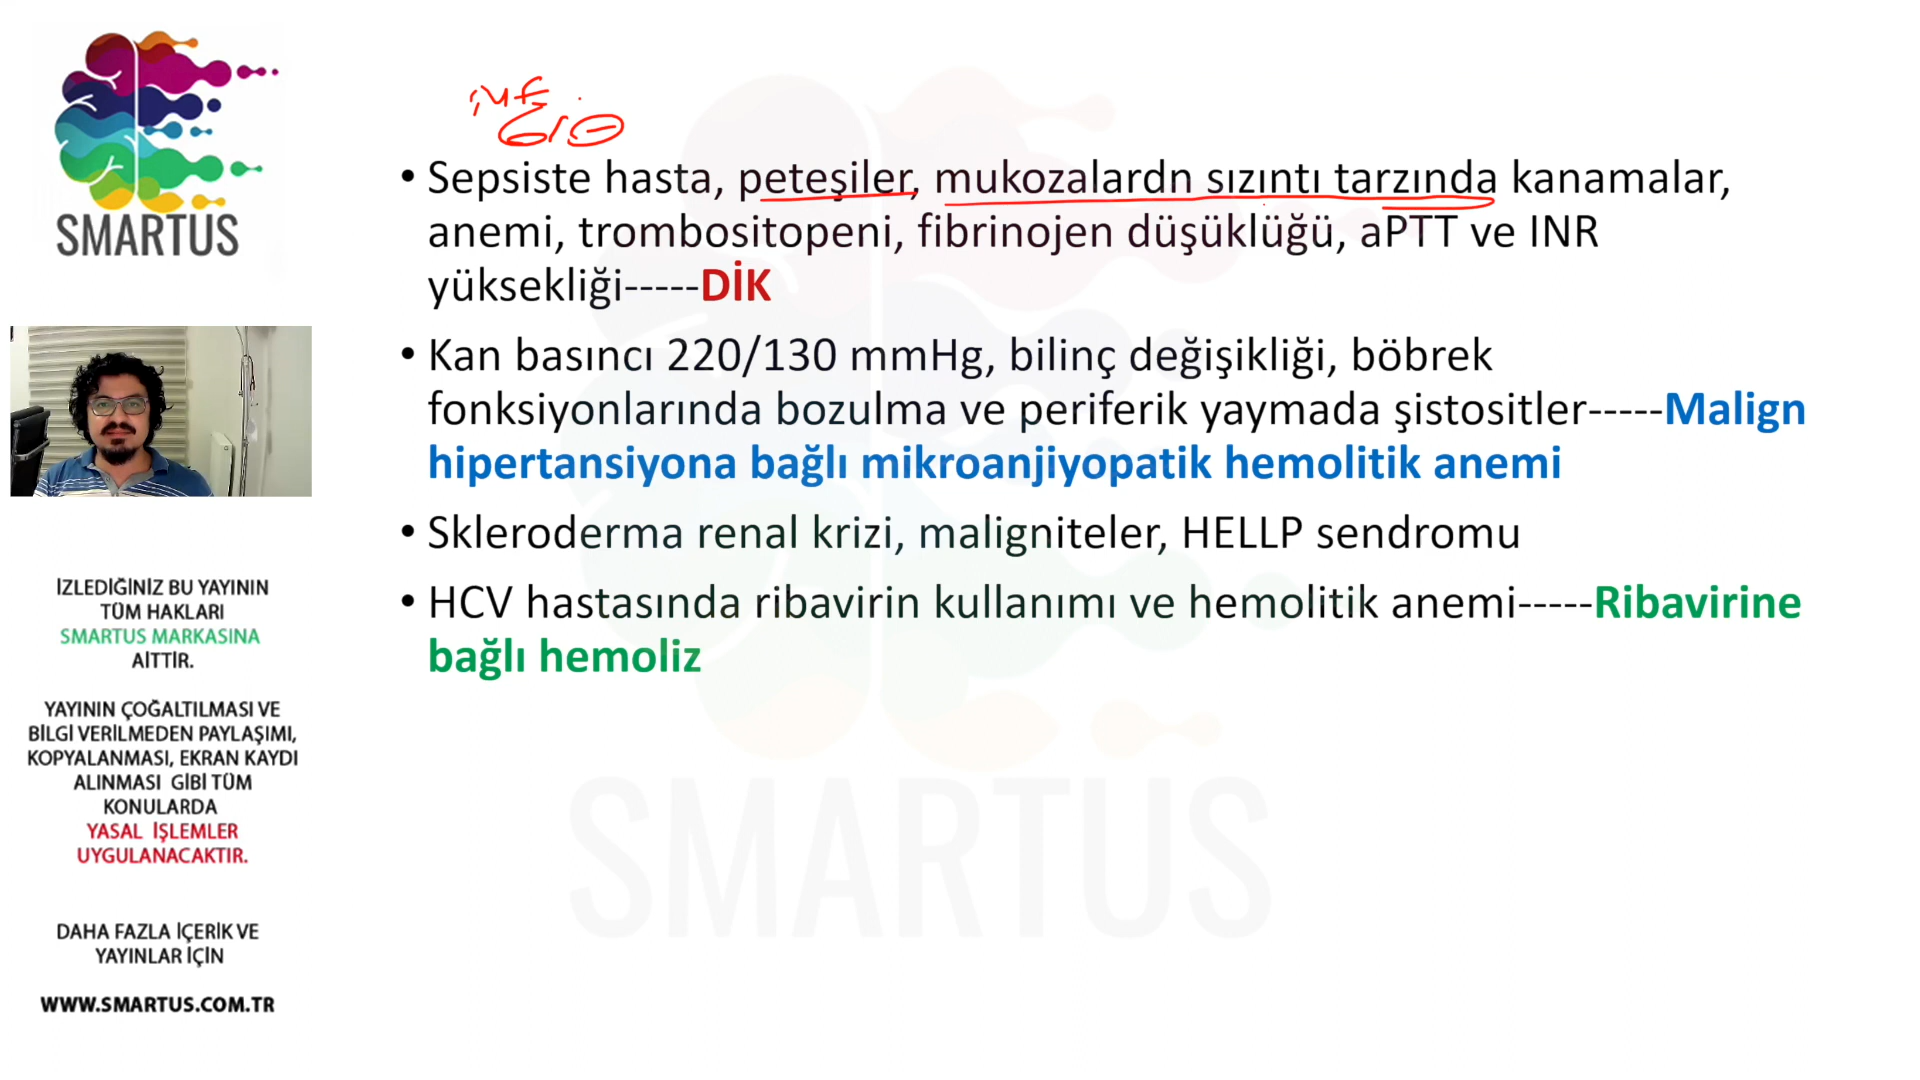 SMARTUS
• Sepsiste hasta, peteşiler, mukozalardn sızıntı tarzında kanamalar,
anemi, trombositopeni, fibrinojen düşüklüğü, aPTT ve INR
yüksekliği-----DİK
• Kan basıncı 220/130 mmHg, bilinç değişikliği, böbrek
fonksiyonlarında bozulma ve periferik yaymada şistositler-----Malign
hipertansiyona bağlı mikroanjiyopatik hemolitik anemi
• Skleroderma renal krizi, maligniteler, HELLP sendromu
• HCV hastasında ribavirin kullanımı ve hemolitik anemi-----Ribavirine
bağlı hemoliz
SMARTUS
İZLEDİĞİNİZ BU YAYININ
TÜM HAKLARI
SMARTUS MARKASINA
AİTTİR.
YAYININ ÇOĞALTILMASI VE
BİLGİ VERİLMEDEN PAYLAŞIMI,
KOPYALANMASI, EKRAN KAYDI
ALINMASI GİBİ TÜM
KONULARDA
YASAL İŞLEMLER
UYGULANACAKTIR.
DAHA FAZLA İÇERİK VE
YAYINLAR İÇİN
WWW.SMARTUS.COM.TR